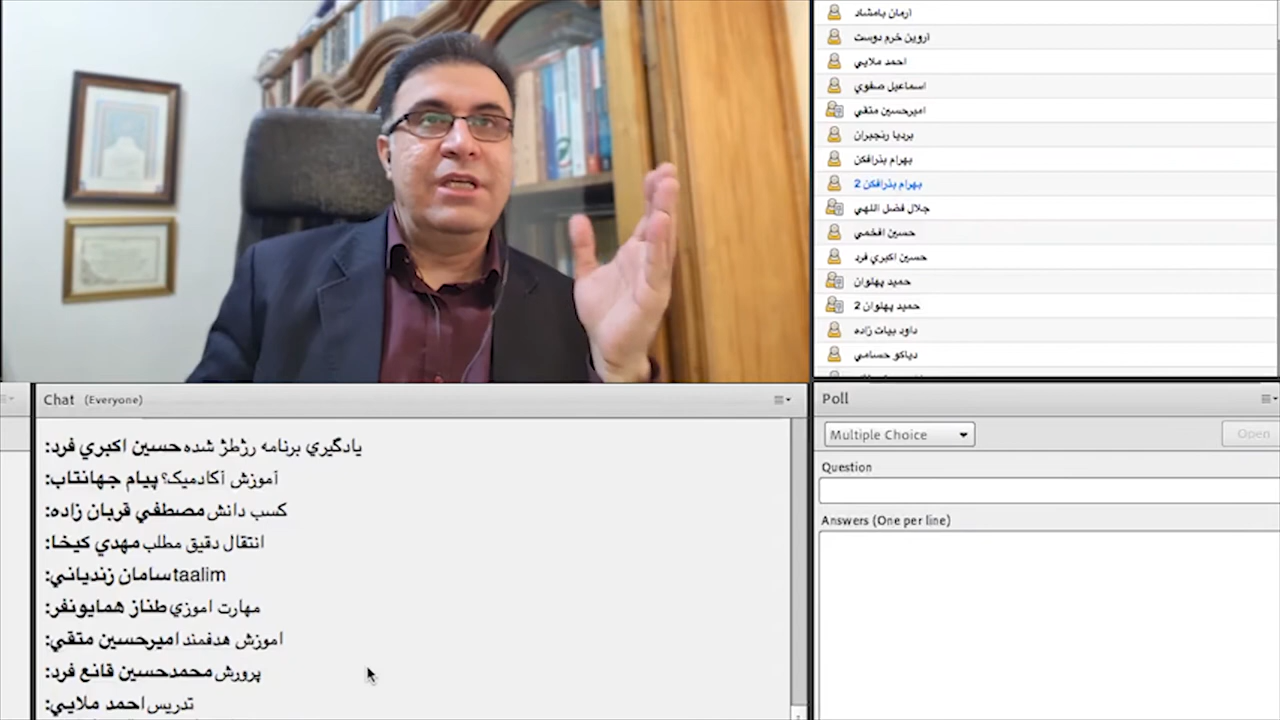 ارمان بامشاد
اروين خرم دوست
احمد ملايي
اسماعيل صفوي
اميرحسين متقي
برديا رنجبران
بهرام بذرافكن
بهرام بذرافكن 2
جلال فضل اللهي
حسين افخمي
حسين اكبري فرد
حميد پهلوان
حميد پهلوان 2
داود بيات زاده
دياكو حسامي
Chat (Everyone)
حسين اكبري فرد: يادگيري برنامه رژطژ شده
پيام جهانتاب: آموزش آکادمیک؟
مصطفي قربان زاده: کسب دانش
مهدي كيخا: انتقال دقیق مطلب
سامان زندياني: taalim
طناز همايونفر: مهارت اموزي
اميرحسين متقي: اموزش هدفمند
محمدحسين قانع فرد: پرورش
احمد ملايي: تدریس
Poll
Multiple Choice
Open
Question
Answers (One per line)